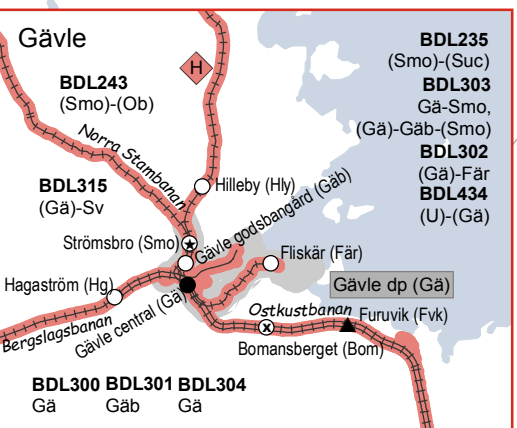 Gävle
BDL235
(Smo)-(Suc)
BDL303
Gä-Smo,
(Gä)-Gäb-(Smo)
BDL302
(Gä)-Fär
BDL434
(U)-(Gä)
H
BDL243
(Smo)-(Ob)
Norra Stambanan
BDL315
(Gä)-Sv
Hilleby (Hly)
Gävle godsbangård (Gäb)
Strömsbro (Smo)
Fliskär (Fär)
Hagaström (Hg)
Gävle dp (Gä)
Gävle central (Gä)
Bergslagsbanan
Ostkustbanan
Furuvik (Fvk)
Bomansberget (Bom)
BDL300 BDL301 BDL304
Gä Gäb Gä